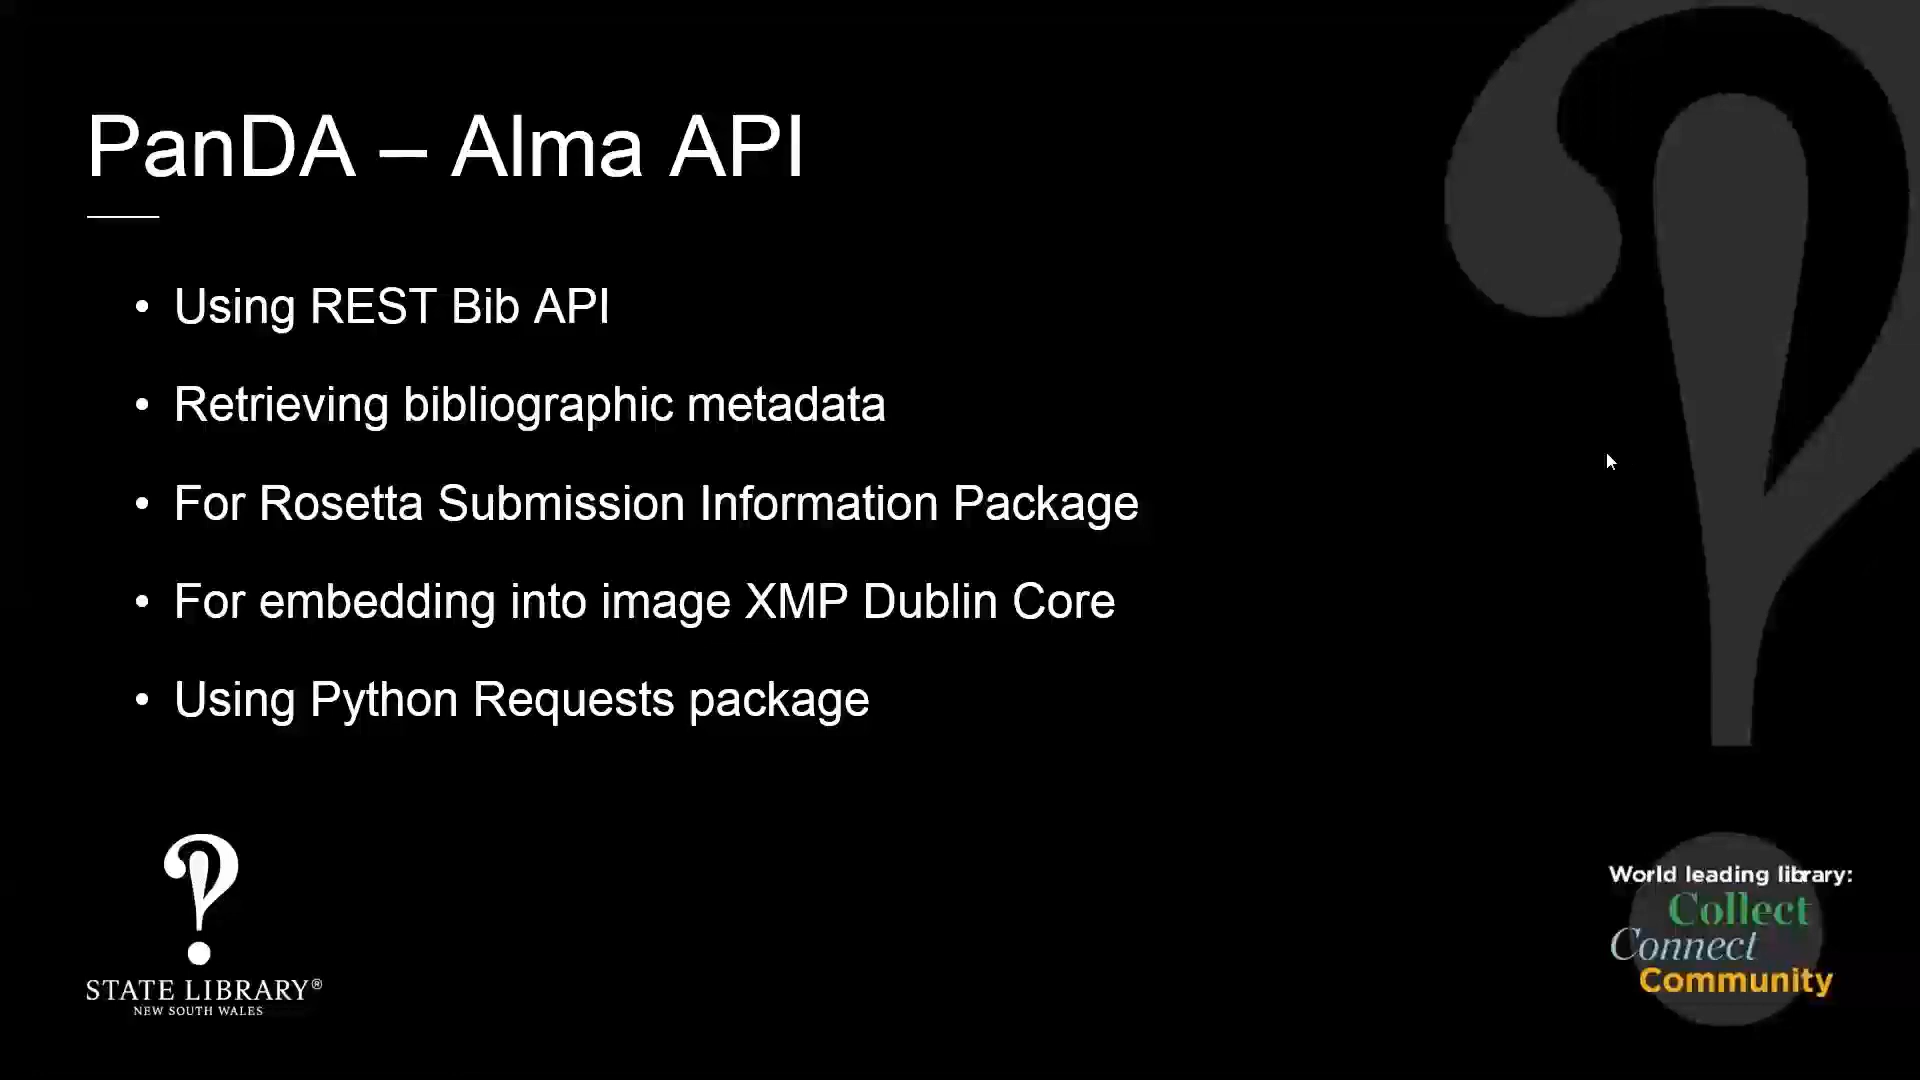 PanDA – Alma API
• Using REST Bib API
• Retrieving bibliographic metadata
• For Rosetta Submission Information Package
• For embedding into image XMP Dublin Core
• Using Python Requests package
STATE LIBRARY®
NEW SOUTH WALES
World leading library:
Collect
Connect
Community